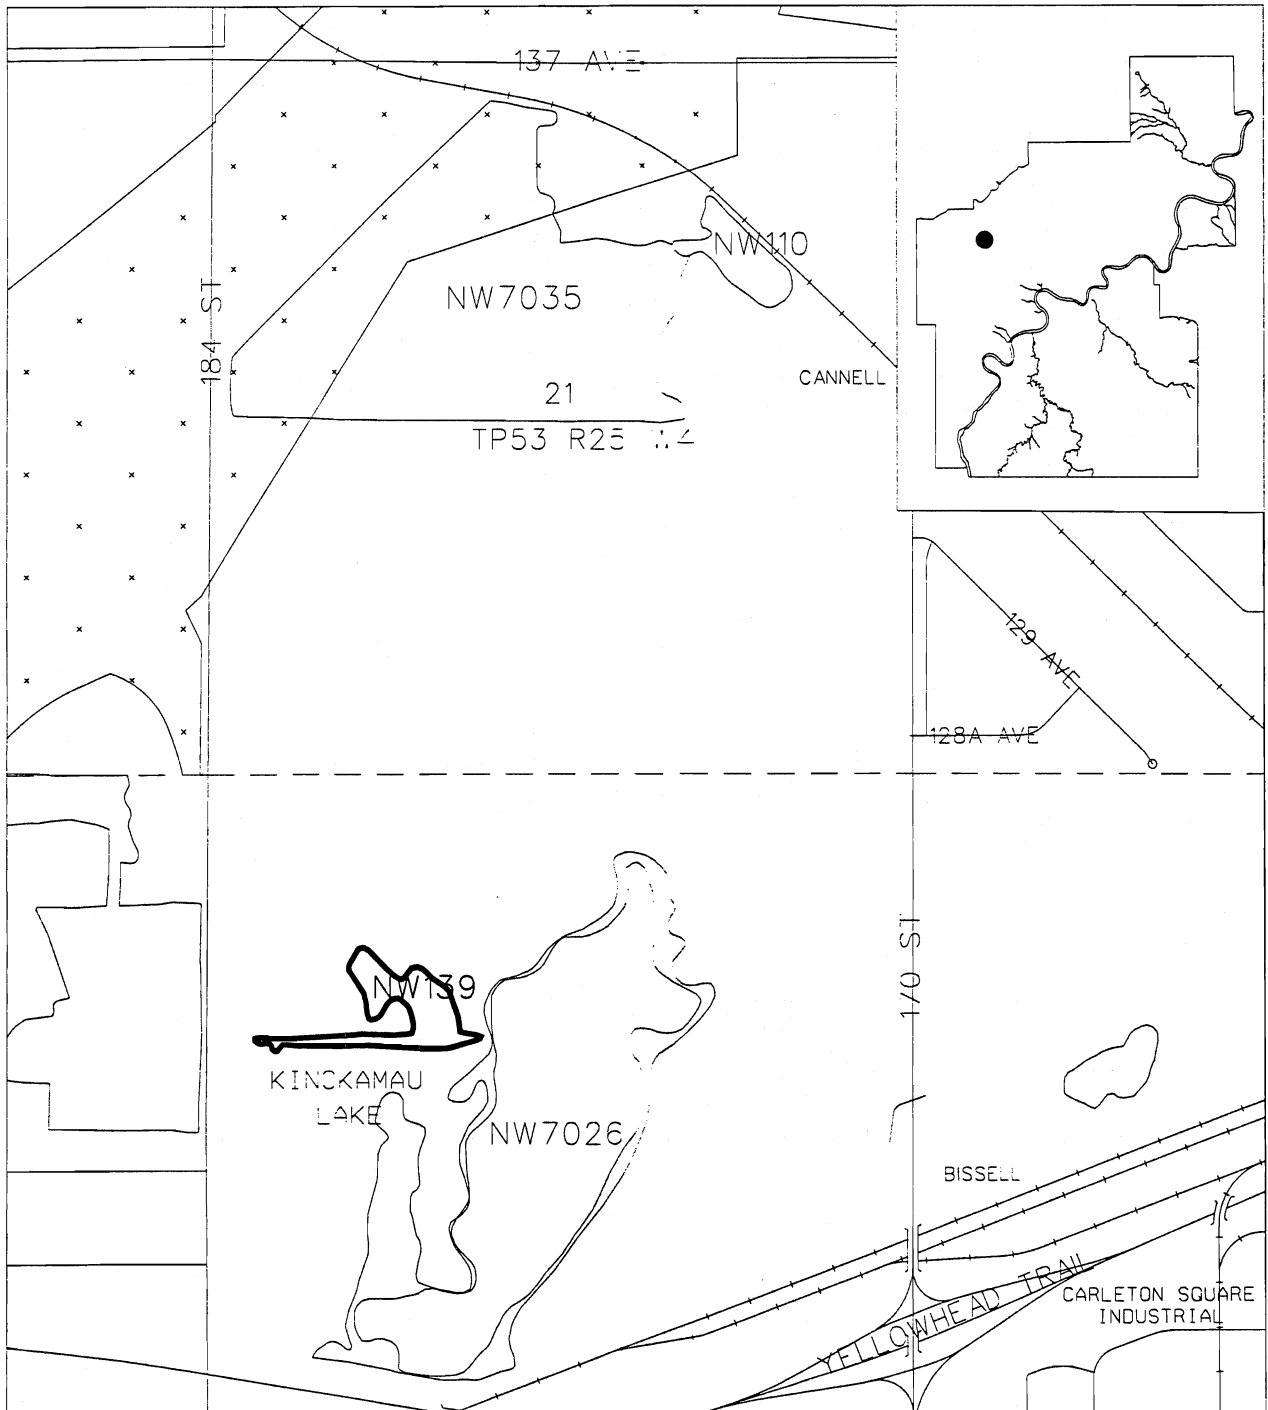 137 AVE
NW110
NW7035
184 ST
CANNELL
21
TP53 R25 W4
129 AVE
128A AVE
170 ST
NW139
KINOKAMAU
LAKE
NW7026
BISSELL
YELLOWHEAD TRAIL
CARLETON SQUARE
INDUSTRIAL